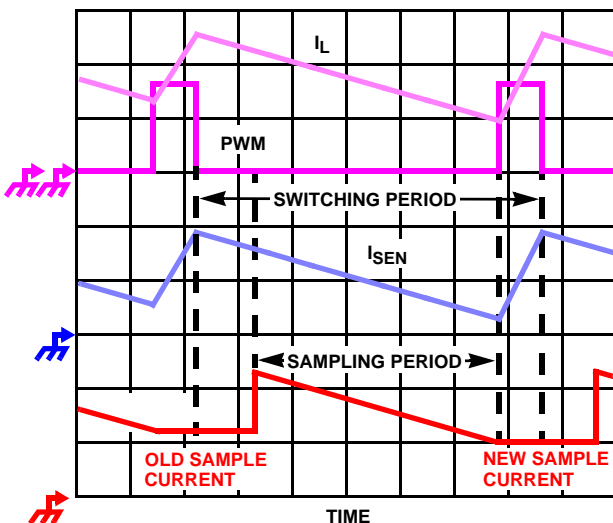 IL
PWM
SWITCHING PERIOD
ISEN
SAMPLING PERIOD
OLD SAMPLE
CURRENT
NEW SAMPLE
CURRENT
TIME